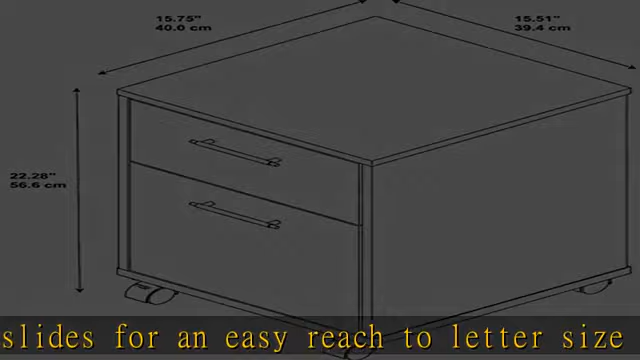 15.75"
40.0 cm
15.51"
39.4 cm
22.28"
56.6 cm
slides for an easy reach to letter size